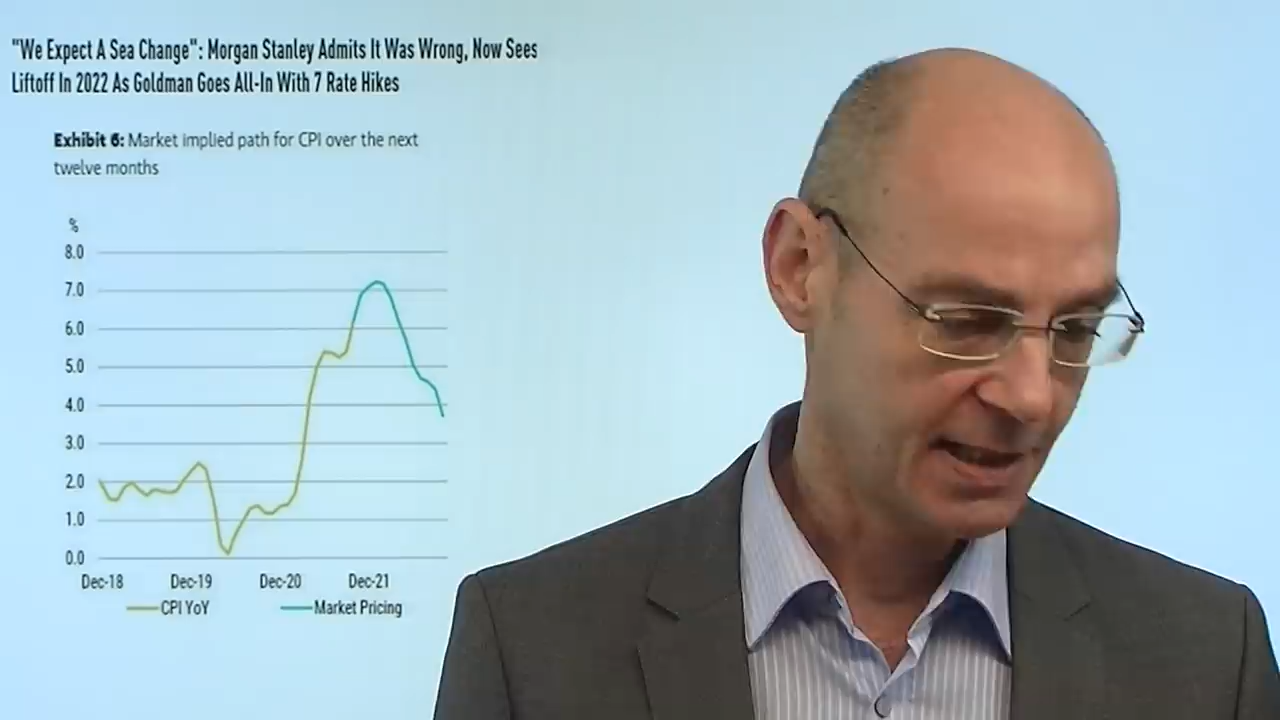 "We Expect A Sea Change": Morgan Stanley Admits It Was Wrong, Now Sees
Liftoff In 2022 As Goldman Goes All-In With 7 Rate Hikes
Exhibit 6: Market implied path for CPI over the next
twelve months
%
8.0
7.0
6.0
5.0
4.0
3.0
2.0
1.0
0.0
Dec-18 Dec-19 Dec-20 Dec-21
CPI YoY Market Pricing